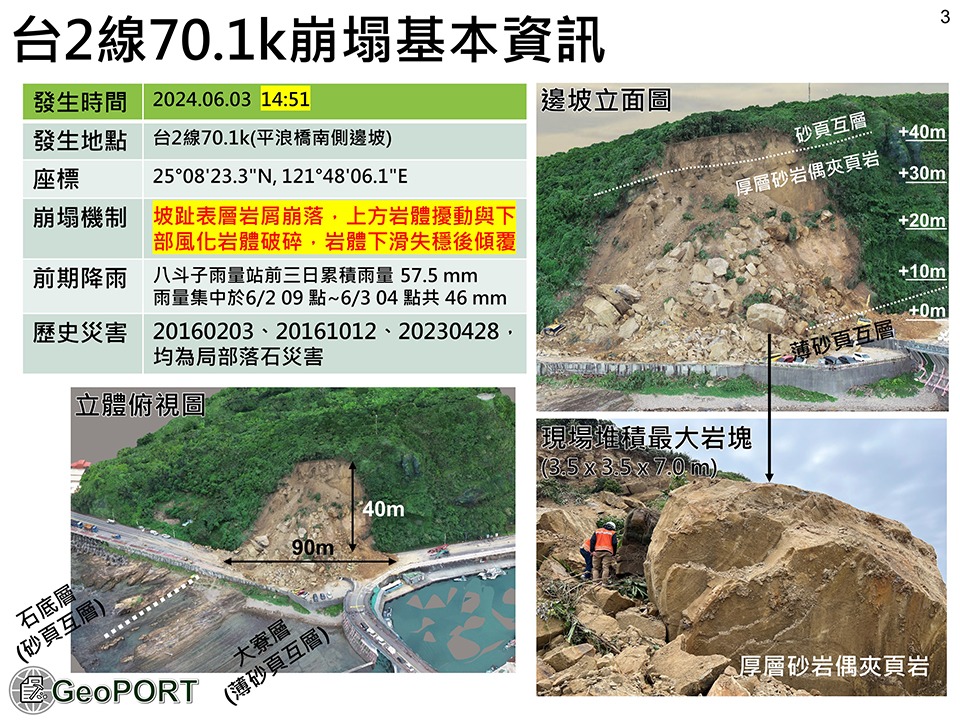 3
台2線70.1k崩塌基本資訊
發生時間 2024.06.03 14:51
發生地點 台2線70.1k(平浪橋南側邊坡)
座標 25°08'23.3"N, 121°48'06.1"E
崩塌機制 坡趾表層岩屑崩落，上方岩體擾動與下
部風化岩體破碎，岩體下滑失穩後傾覆
前期降雨 八斗子雨量站前三日累積雨量 57.5 mm
雨量集中於6/2 09 點~6/3 04 點共 46 mm
歷史災害 20160203、20161012、20230428，
均為局部落石災害
邊坡立面圖
砂頁互層
厚層砂岩偶夾頁岩
+40m
+30m
+20m
+10m
+0m
薄砂頁互層
立體俯視圖
40m
90m
石底層
(砂頁互層)
大寮層
(薄砂頁互層)
現場堆積最大岩塊
(3.5 x 3.5 x 7.0 m)
厚層砂岩偶夾頁岩
GeoPORT